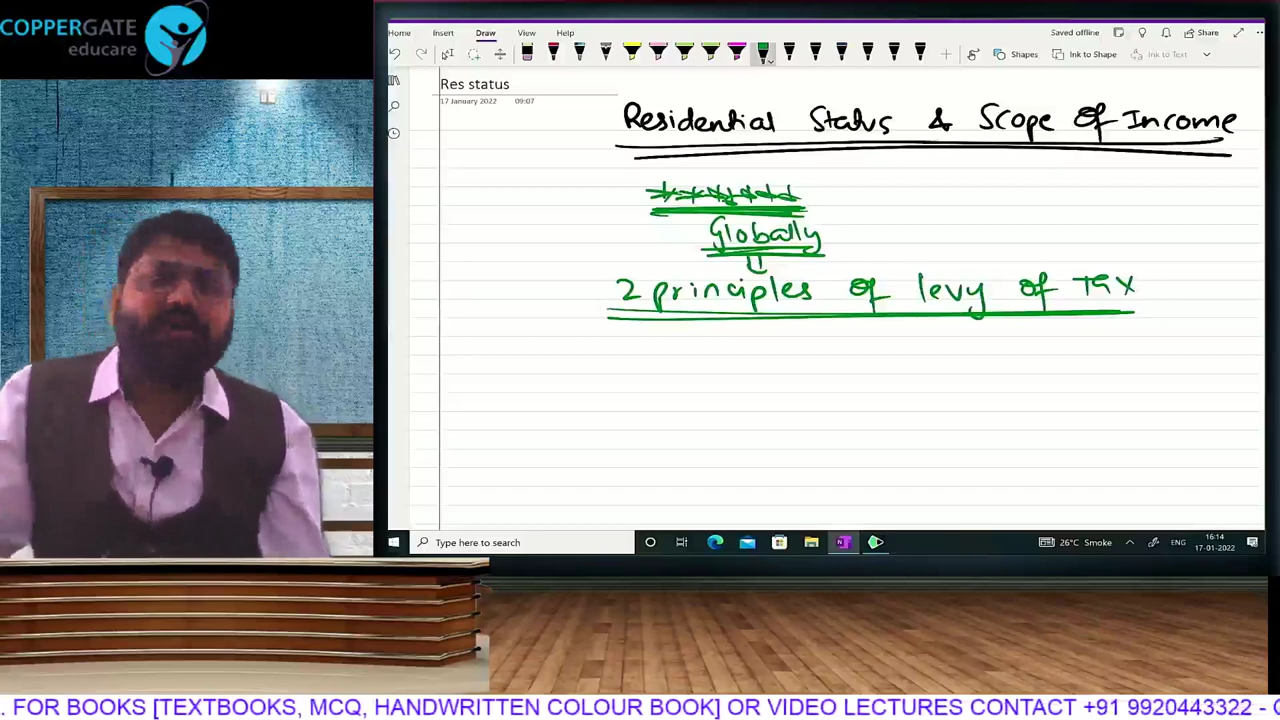 COPPERGATE
educare
Home Insert Draw View Help
Saved offline
Share
Shapes
Ink to Shape
Ink to Text
Res status
17 January 2022 09:07
Residential Status & Scope Of Income
Globally
2 principles of levy of Tax
Type here to search
26°C Smoke
ENG
16:14
17-01-2022
. FOR BOOKS [TEXTBOOKS, MCQ, HANDWRITTEN COLOUR BOOK] OR VIDEO LECTURES CONTACT +91 9920443322 - C